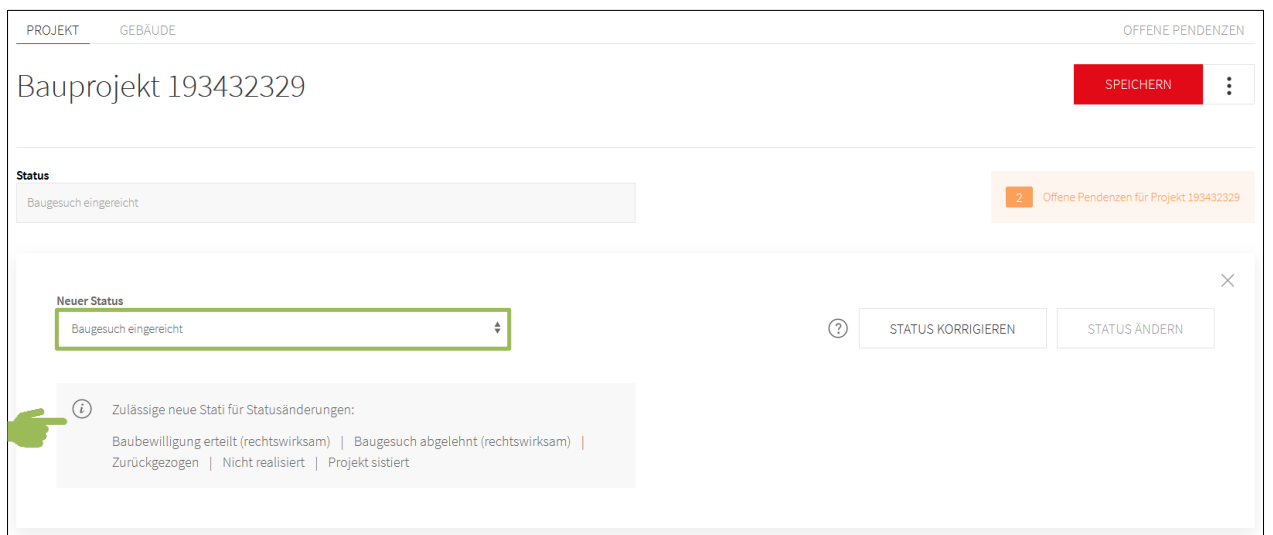 PROJEKT GEBÄUDE OFFENE PENDENZEN
Bauprojekt 193432329 SPEICHERN
Status
Baugesuch eingereicht
2 Offene Pendenzen für Projekt 193432329
Neuer Status
Baugesuch eingereicht
? STATUS KORRIGIEREN STATUS ÄNDERN
i Zulässige neue Stati für Statusänderungen:
Baubewilligung erteilt (rechtswirksam) | Baugesuch abgelehnt (rechtswirksam) |
Zurückgezogen | Nicht realisiert | Projekt sistiert